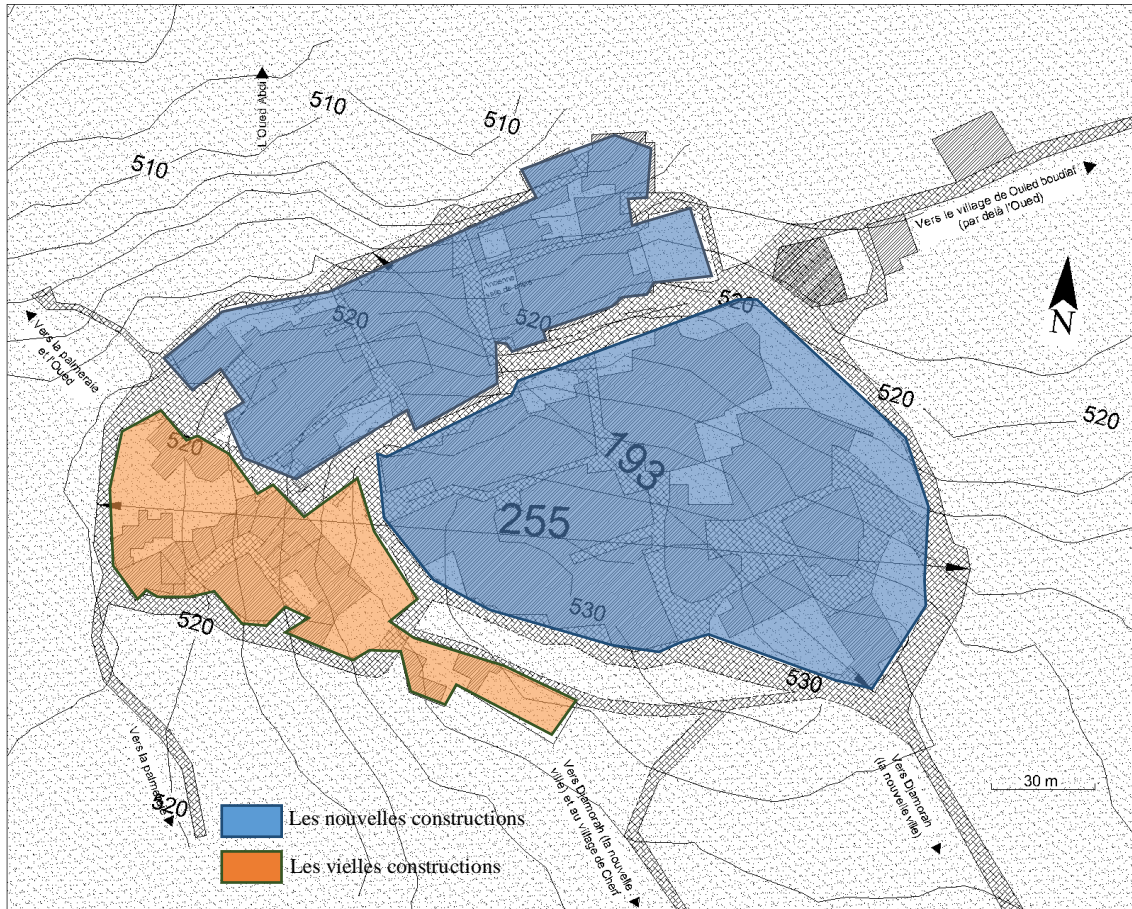 510
510
510
L'Oued Abdi
Vers le village de Ouled boudiaf
(par delà l'Oued)
N
Vers la palmeraie
et l'Oued
520
520
520
520
520
520
193
255
530
520
530
30 m
Vers la palmeraie
520
Vers Djamorah (la nouvelle
ville) et au village de Cherf
Vers Djamorah
(la nouvelle ville)
Les nouvelles constructions
Les vielles constructions